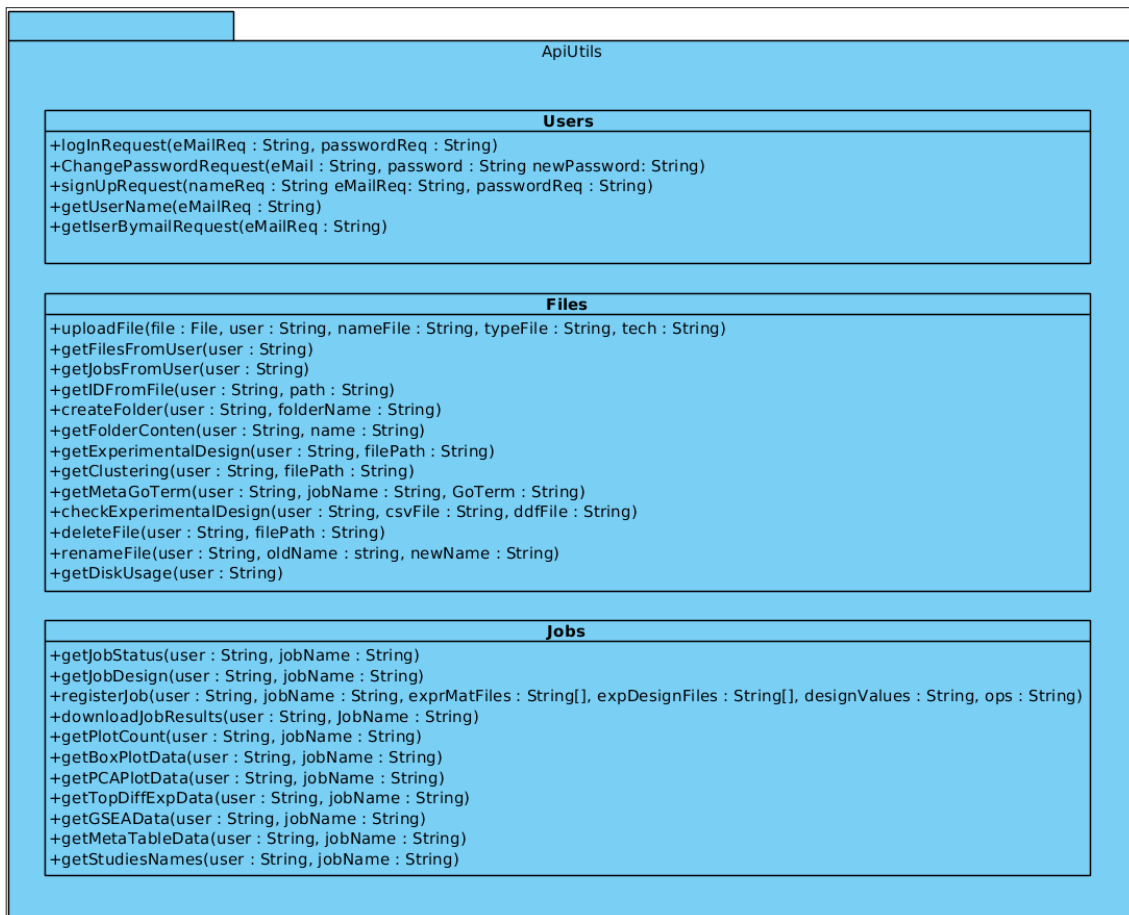 ApiUtils
Users
+logInRequest(eMailReq : String, passwordReq : String)
+ChangePasswordRequest(eMail : String, password : String newPassword: String)
+signUpRequest(nameReq : String eMailReq: String, passwordReq : String)
+getUserName(eMailReq : String)
+getIserBymailRequest(eMailReq : String)
Files
+uploadFile(file : File, user : String, nameFile : String, typeFile : String, tech : String)
+getFilesFromUser(user : String)
+getJobsFromUser(user : String)
+getIDFromFile(user : String, path : String)
+createFolder(user : String, folderName : String)
+getFolderConten(user : String, name : String)
+getExperimentalDesign(user : String, filePath : String)
+getClustering(user : String, filePath : String)
+getMetaGoTerm(user : String, jobName : String, GoTerm : String)
+checkExperimentalDesign(user : String, csvFile : String, ddfFile : String)
+deleteFile(user : String, filePath : String)
+renameFile(user : String, oldName : string, newName : String)
+getDiskUsage(user : String)
Jobs
+getJobStatus(user : String, jobName : String)
+getJobDesign(user : String, jobName : String)
+registerJob(user : String, jobName : String, exprMatFiles : String[], expDesignFiles : String[], designValues : String, ops : String)
+downloadJobResults(user : String, JobName : String)
+getPlotCount(user : String, jobName : String)
+getBoxPlotData(user : String, jobName : String)
+getPCAPlotData(user : String, jobName : String)
+getTopDiffExpData(user : String, jobName : String)
+getGSEAData(user : String, jobName : String)
+getMetaTableData(user : String, jobName : String)
+getStudiesNames(user : String, jobName : String)